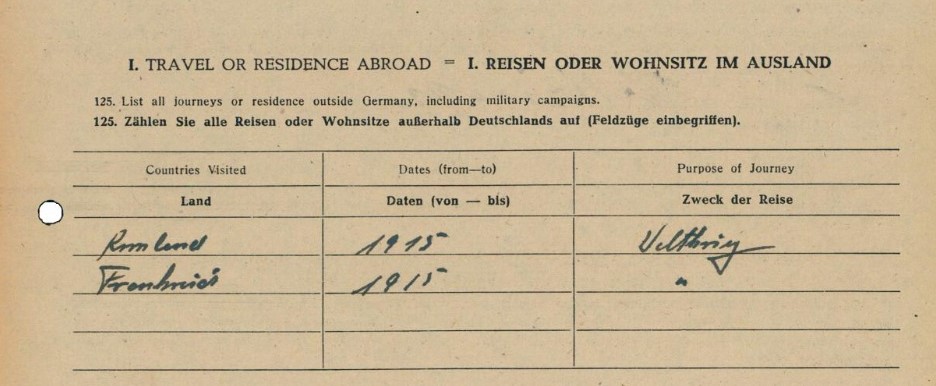 I. TRAVEL OR RESIDENCE ABROAD = I. REISEN ODER WOHNSITZ IM AUSLAND
125. List all journeys or residence outside Germany, including military campaigns.
125. Zählen Sie alle Reisen oder Wohnsitze außerhalb Deutschlands auf (Feldzüge einbegriffen).
Countries Visited Dates (from—to) Purpose of Journey
Land Daten (von — bis) Zweck der Reise
Russland 1915 Weltkrieg
Frankreich 1915 "